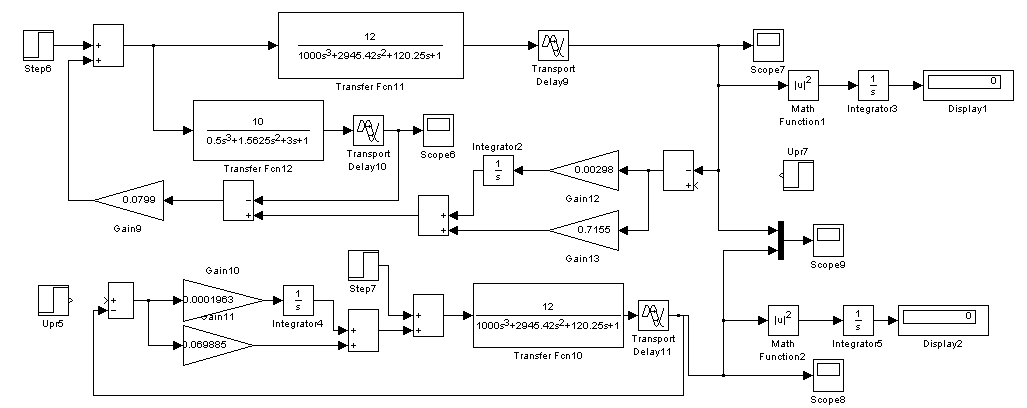 Step6
+
+
12
1000s³+2945.42s²+120.25s+1
Transfer Fcn11
Transport
Delay9
Scope7
|u|²
Math
Function1
1
s
Integrator3
0
Display1
10
0.5s³+1.5625s²+3s+1
Transfer Fcn12
Transport
Delay10
Scope6
Integrator2
1
s
0.00298
Gain12
−
+
Upr7
0.0799
Gain9
−
+
+
+
0.7155
Gain13
Scope9
Upr5
+
−
Gain10
0.0001963
Gain11
0.069885
1
s
Integrator4
Step7
+
+
+
+
12
1000s³+2945.42s²+120.25s+1
Transfer Fcn10
Transport
Delay11
|u|²
Math
Function2
1
s
Integrator5
0
Display2
Scope8